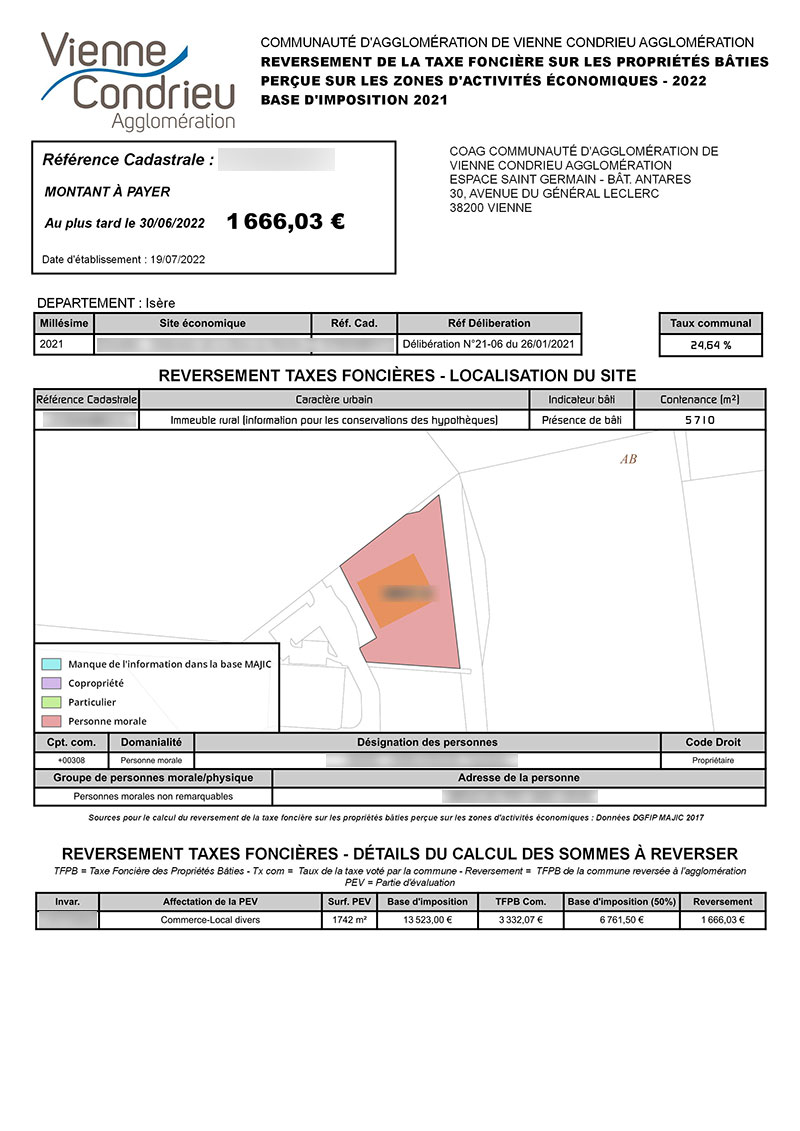 Vienne
Condrieu
Agglomération
COMMUNAUTÉ D'AGGLOMÉRATION DE VIENNE CONDRIEU AGGLOMÉRATION
REVERSEMENT DE LA TAXE FONCIÈRE SUR LES PROPRIÉTÉS BÂTIES
PERÇUE SUR LES ZONES D'ACTIVITÉS ÉCONOMIQUES - 2022
BASE D'IMPOSITION 2021
Référence Cadastrale :
MONTANT À PAYER
Au plus tard le 30/06/2022 1 666,03 €
Date d'établissement : 19/07/2022
COAG COMMUNAUTÉ D'AGGLOMÉRATION DE
VIENNE CONDRIEU AGGLOMÉRATION
ESPACE SAINT GERMAIN - BÂT. ANTARES
30, AVENUE DU GÉNÉRAL LECLERC
38200 VIENNE
DEPARTEMENT : Isère
Millésime Site économique Réf. Cad. Réf Déliberation Taux communal
2021 Délibération N°21-06 du 26/01/2021 24,64 %
REVERSEMENT TAXES FONCIÈRES - LOCALISATION DU SITE
Référence Cadastrale Caractère urbain Indicateur bâti Contenance (m²)
Immeuble rural (information pour les conservations des hypothèques) Présence de bâti 5 710
AB
Manque de l'information dans la base MAJIC
Copropriété
Particulier
Personne morale
Cpt. com. Domanialité Désignation des personnes Code Droit
+00308 Personne morale Propriétaire
Groupe de personnes morale/physique Adresse de la personne
Personnes morales non remarquables
Sources pour le calcul du reversement de la taxe foncière sur les propriétés bâties perçue sur les zones d'activités économiques : Données DGFiP MAJIC 2017
REVERSEMENT TAXES FONCIÈRES - DÉTAILS DU CALCUL DES SOMMES À REVERSER
TFPB = Taxe Foncière des Propriétés Bâties - Tx com = Taux de la taxe voté par la commune - Reversement = TFPB de la commune reversée à l'agglomération
PEV = Partie d'évaluation
Invar. Affectation de la PEV Surf. PEV Base d'imposition TFPB Com. Base d'imposition (50%) Reversement
Commerce-Local divers 1742 m² 13 523,00 € 3 332,07 € 6 761,50 € 1 666,03 €